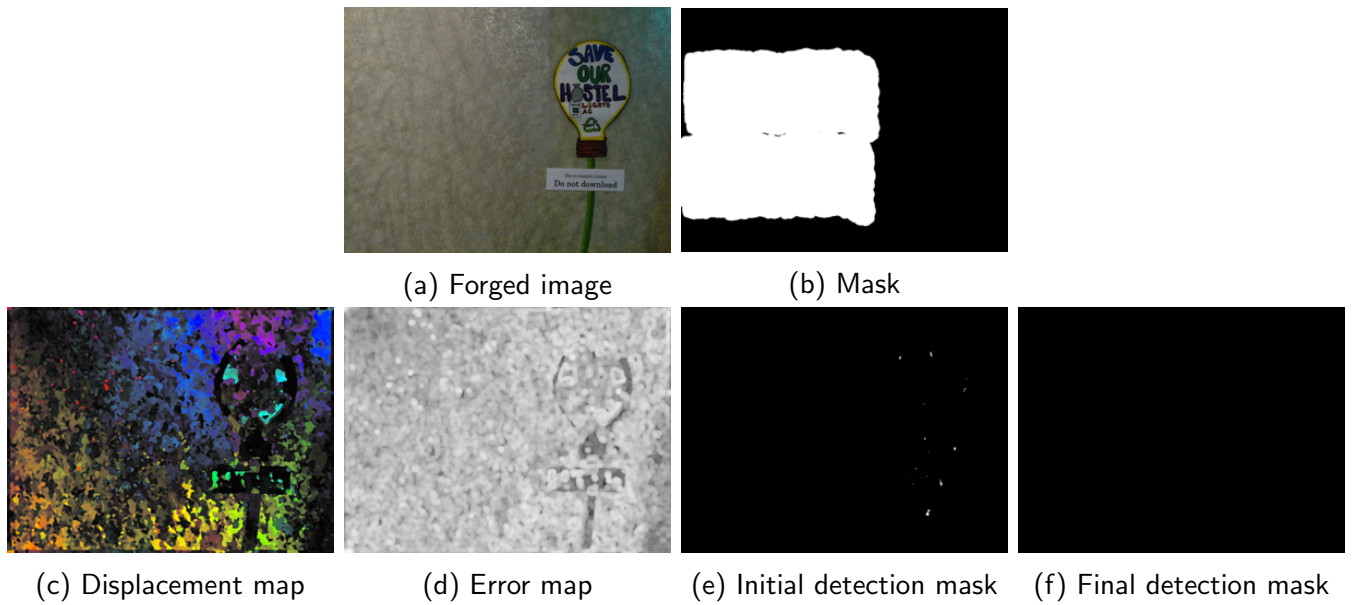 SAVE
OUR
HOSTEL
LIGHTS
Do not download
(a) Forged image
(b) Mask
(c) Displacement map
(d) Error map
(e) Initial detection mask
(f) Final detection mask